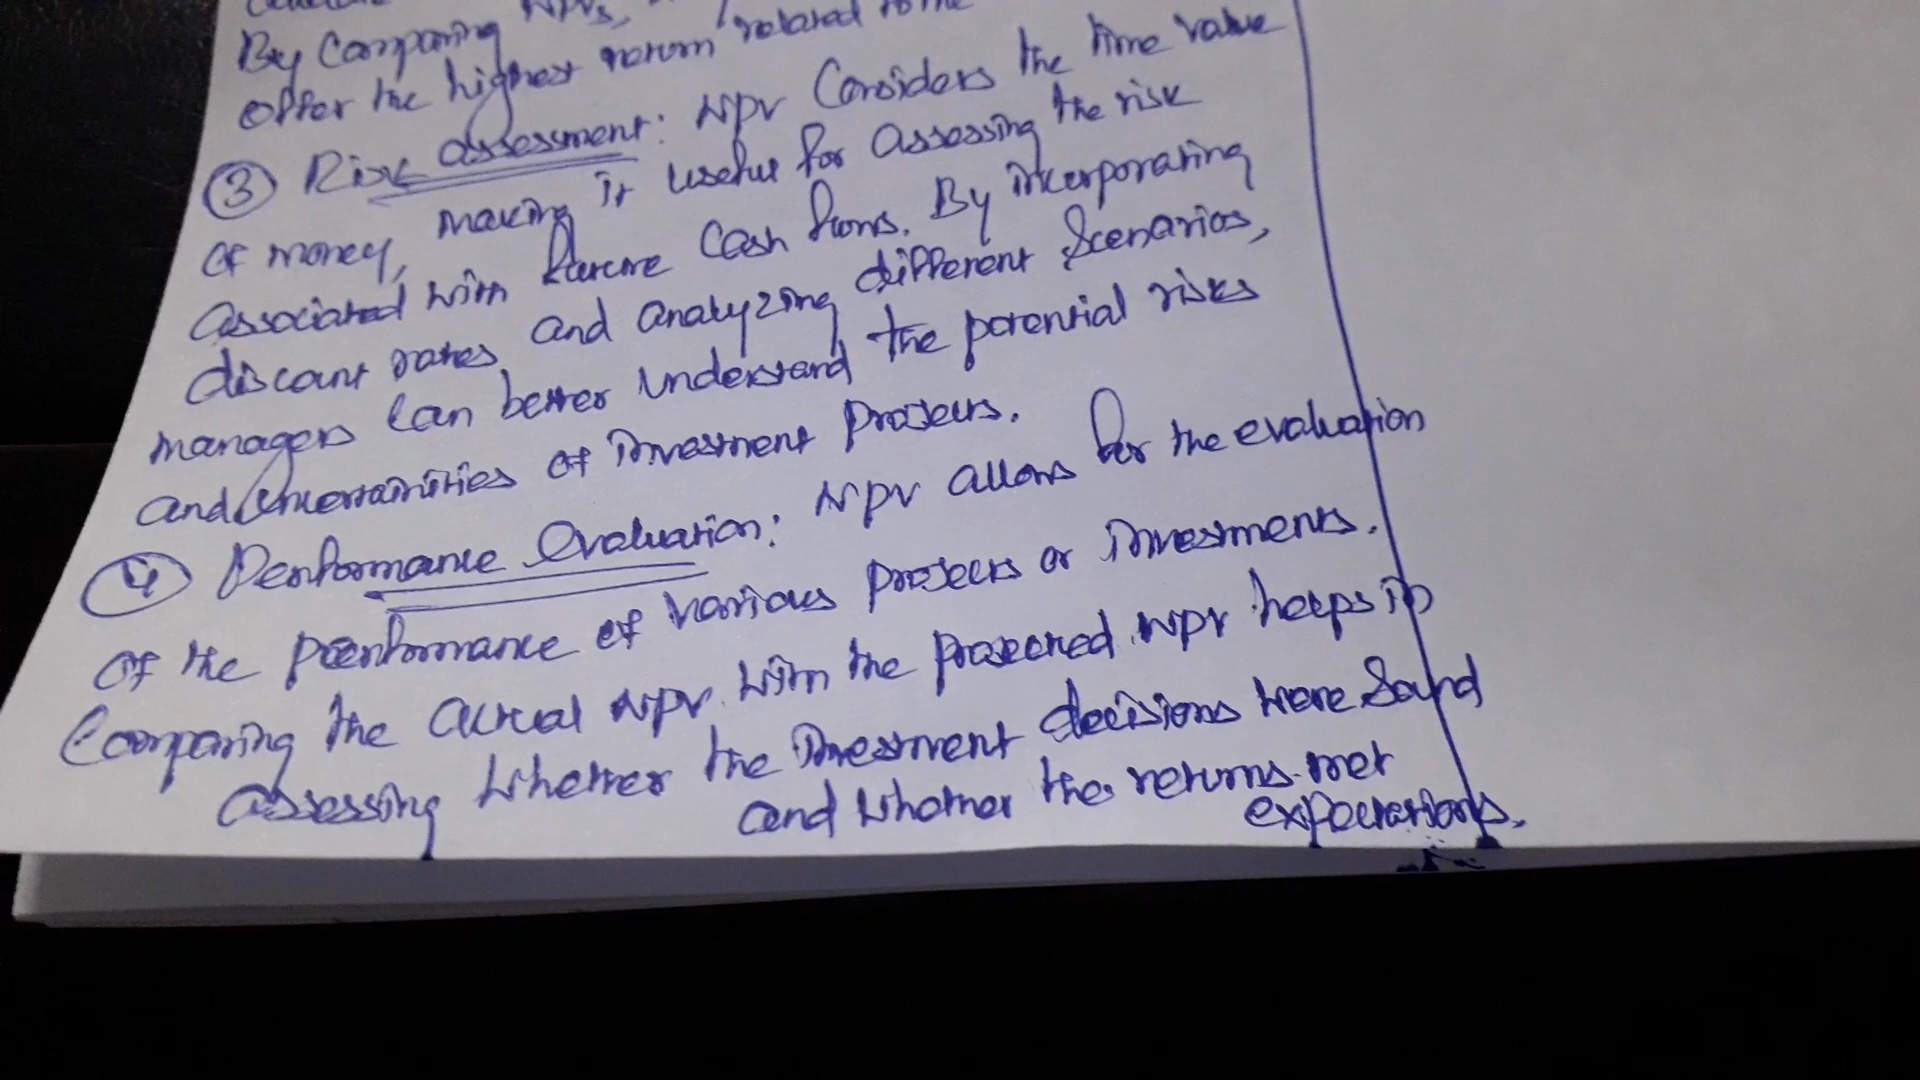 By Comparing NPVs,
offer the highest return related to the
③ Risk assessment: NPV Considers the time value
of money, making it useful for assessing the risk
associated with future cash flows. By incorporating
discount rates and analyzing different scenarios,
managers can better understand the potential risks
and uncertainities of investment projects.
④ Performance Evaluation: NPV allows for the evaluation
of the performance of various projects or investments.
Comparing the actual NPV with the projected NPV helps in
assessing whether the investment decisions were sound
and whether the returns met
expectations.